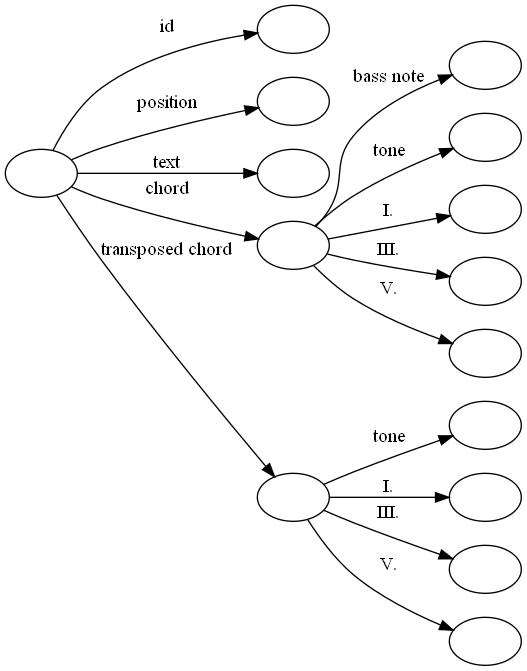 id
bass note
position
tone
text
chord
I.
III.
transposed chord
V.
tone
I.
III.
V.